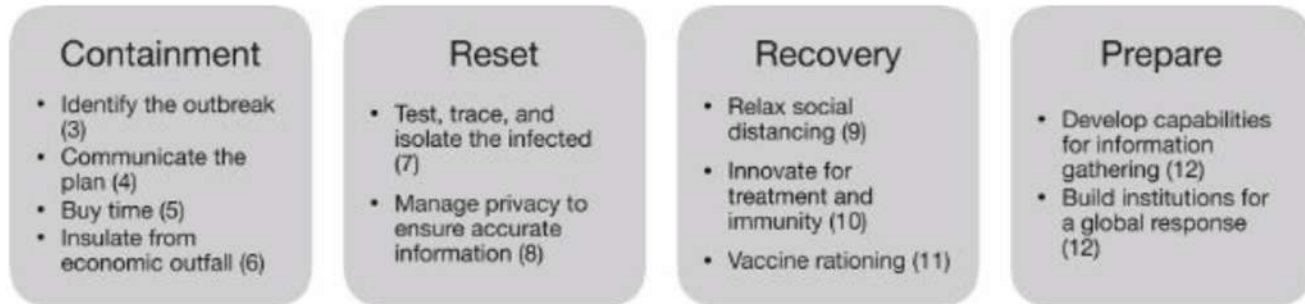 Containment
• Identify the outbreak
(3)
• Communicate the
plan (4)
• Buy time (5)
• Insulate from
economic outfall (6)
Reset
• Test, trace, and
isolate the infected
(7)
• Manage privacy to
ensure accurate
information (8)
Recovery
• Relax social
distancing (9)
• Innovate for
treatment and
immunity (10)
• Vaccine rationing (11)
Prepare
• Develop capabilities
for information
gathering (12)
• Build institutions for
a global response
(12)